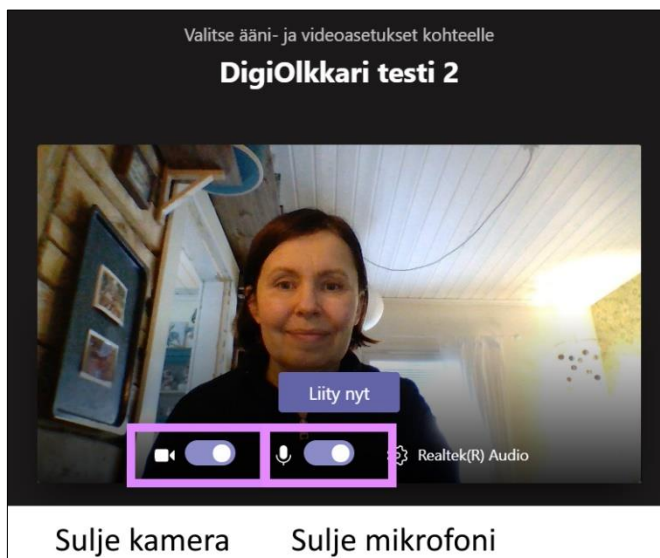 Valitse ääni- ja videoasetukset kohteelle
DigiOlkkari testi 2
Liity nyt
Realtek(R) Audio
Sulje kamera Sulje mikrofoni